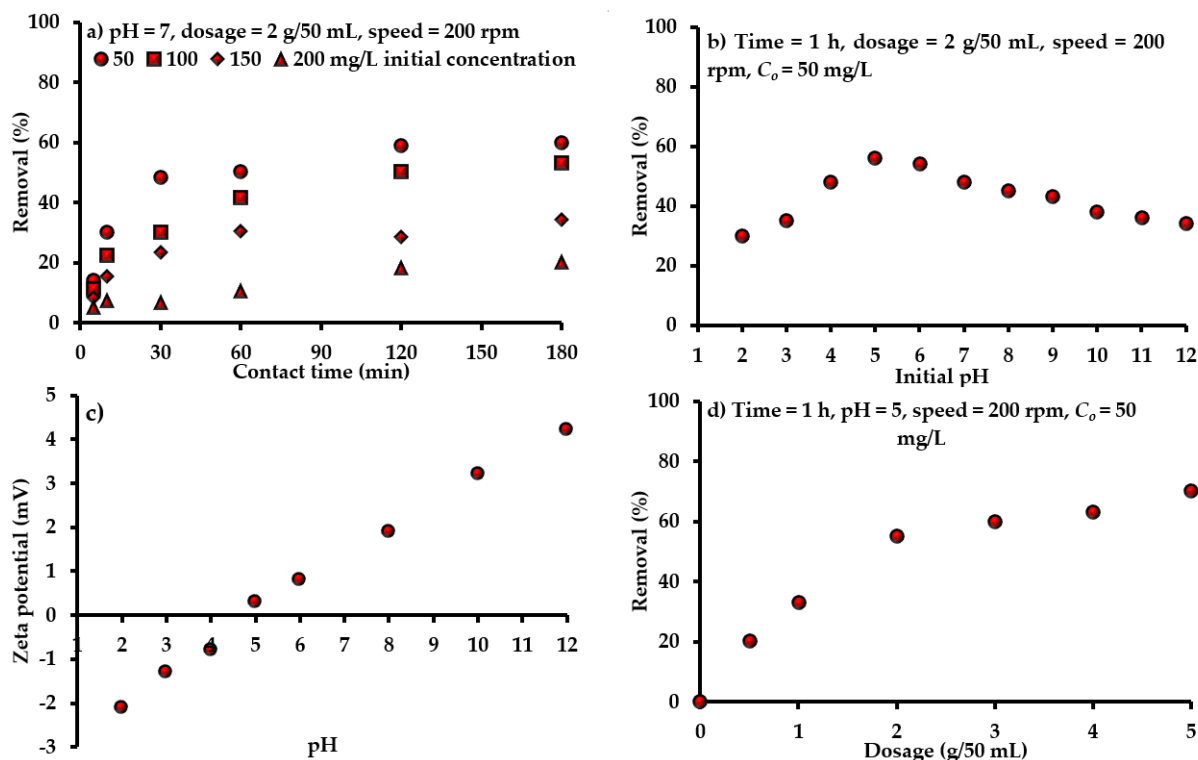 a) pH = 7, dosage = 2 g/50 mL, speed = 200 rpm
50 100 150 200 mg/L initial concentration
Removal (%)
100
80
60
40
20
0
0 30 60 90 120 150 180
Contact time (min)
b) Time = 1 h, dosage = 2 g/50 mL, speed = 200
rpm, Co = 50 mg/L
Removal (%)
100
80
60
40
20
0
1 2 3 4 5 6 7 8 9 10 11 12
Initial pH
c)
Zeta potential (mV)
5
4
3
2
1
0
-1
-2
-3
1 2 3 4 5 6 7 8 9 10 11 12
pH
d) Time = 1 h, pH = 5, speed = 200 rpm, Co = 50
mg/L
Removal (%)
100
80
60
40
20
0
0 1 2 3 4 5
Dosage (g/50 mL)